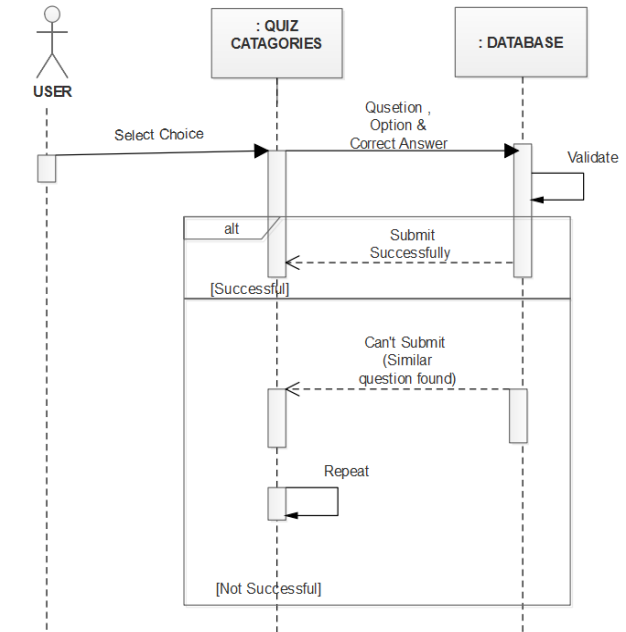 : QUIZ
CATAGORIES
: DATABASE
USER
Qusetion ,
Option &
Correct Answer
Select Choice
Validate
alt
Submit
Successfully
[Successful]
Can't Submit
(Similar
question found)
Repeat
[Not Successful]